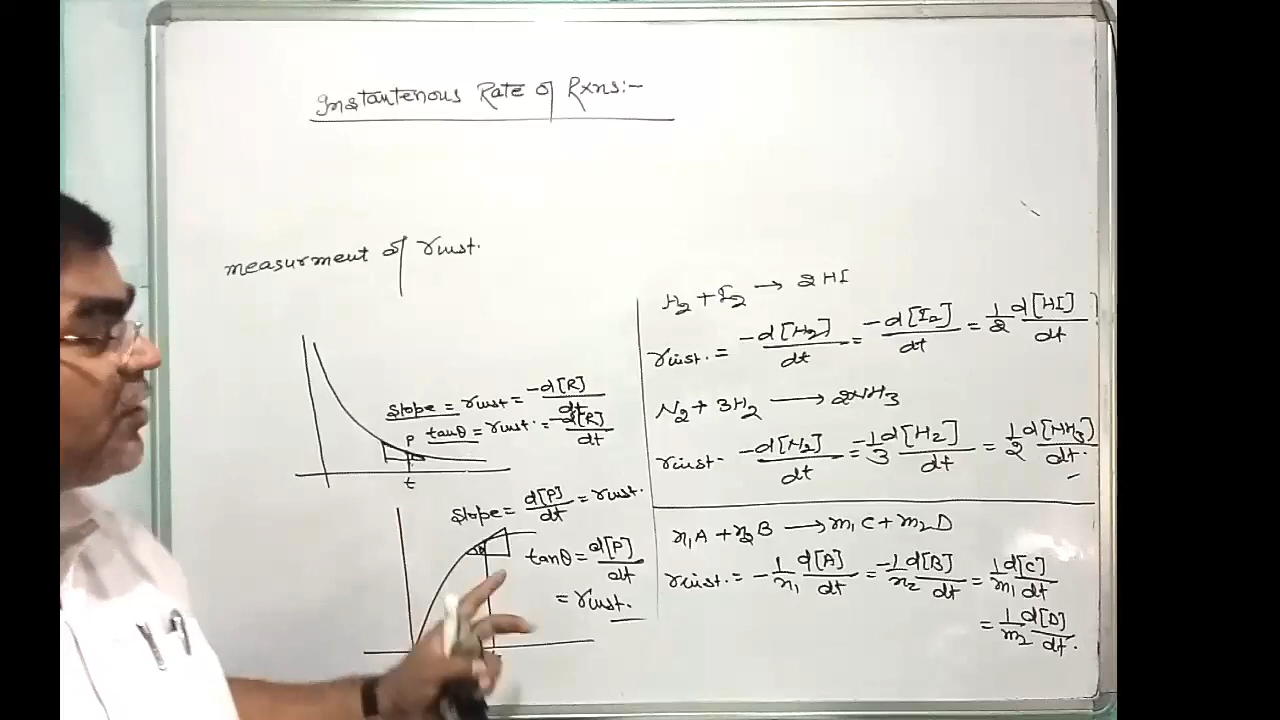 Instantenous Rate of Rxns:-
measurment of rinst.
slope = rinst = -d[R]/dt
tanθ = rinst. = -d[R]/dt
P
t
slope = d[P]/dt = rinst.
tanθ = d[P]/dt
= rinst.
H₂ + I₂ → 2HI
rinst. = -d[H₂]/dt = -d[I₂]/dt = 1/2 d[HI]/dt
N₂ + 3H₂ → 2NH₃
rinst. -d[N₂]/dt = -1/3 d[H₂]/dt = 1/2 d[NH₃]/dt.
n₁A + n₂B → m₁C + m₂D
rinst. = -1/n₁ d[A]/dt = -1/n₂ d[B]/dt = 1/m₁ d[C]/dt
= 1/m₂ d[D]/dt.